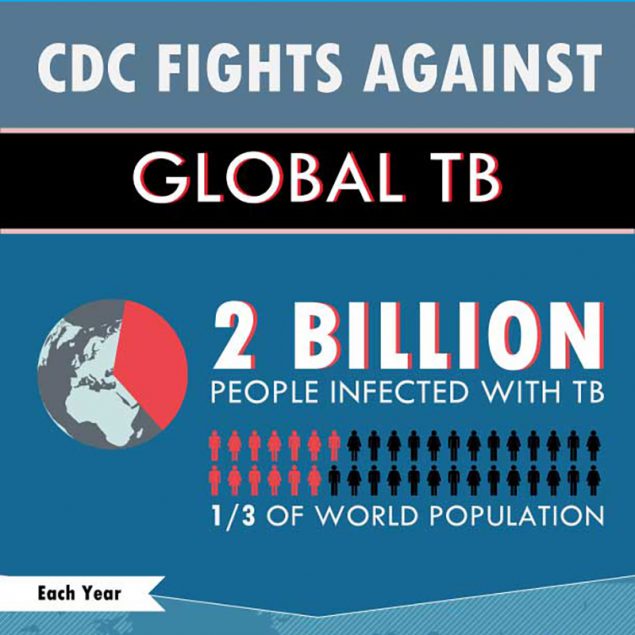 CDC FIGHTS AGAINST
GLOBAL TB
2 BILLION
PEOPLE INFECTED WITH TB
1/3 OF WORLD POPULATION
Each Year